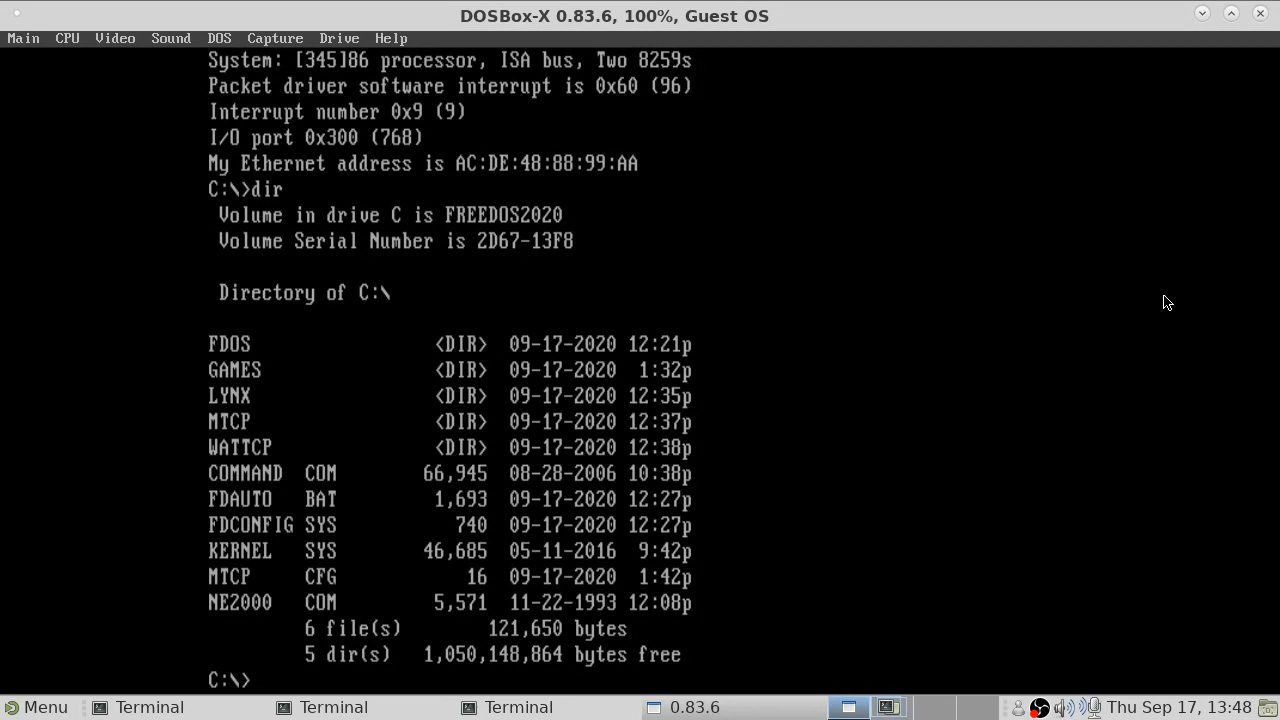 DOSBox-X 0.83.6, 100%, Guest OS
Main CPU Video Sound DOS Capture Drive Help
System: [345]86 processor, ISA bus, Two 8259s
Packet driver software interrupt is 0x60 (96)
Interrupt number 0x9 (9)
I/O port 0x300 (768)
My Ethernet address is AC:DE:48:88:99:AA
C:\>dir
Volume in drive C is FREEDOS2020
Volume Serial Number is 2D67-13F8
Directory of C:\
FDOS <DIR> 09-17-2020 12:21p
GAMES <DIR> 09-17-2020 1:32p
LYNX <DIR> 09-17-2020 12:35p
MTCP <DIR> 09-17-2020 12:37p
WATTCP <DIR> 09-17-2020 12:38p
COMMAND COM 66,945 08-28-2006 10:38p
FDAUTO BAT 1,693 09-17-2020 12:27p
FDCONFIG SYS 740 09-17-2020 12:27p
KERNEL SYS 46,685 05-11-2016 9:42p
MTCP CFG 16 09-17-2020 1:42p
NE2000 COM 5,571 11-22-1993 12:08p
6 file(s) 121,650 bytes
5 dir(s) 1,050,148,864 bytes free
C:\>
Menu Terminal Terminal Terminal 0.83.6 Thu Sep 17, 13:48